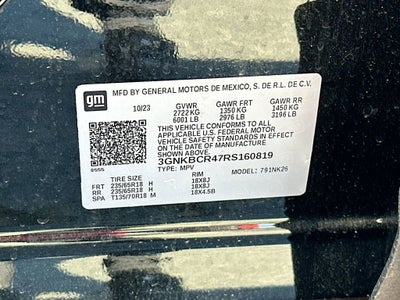 gm
MFD BY GENERAL MOTORS DE MEXICO, S. DE R.L. DE C.V.
10/23 GVWR GAWR FRT GAWR RR
2722 KG 1350 KG 1450 KG
6001 LB 2976 LB 3196 LB
THIS VEHICLE CONFORMS TO ALL
APPLICABLE U.S. FEDERAL MOTOR
VEHICLE SAFETY STANDARDS IN EFFECT
ON THE DATE OF MANUFACTURE SHOWN ABOVE.
3GNKBCR47RS160819
TYPE: MPV 791NK26
TIRE SIZE RIM
FRT 235/65R18 H 18X8J
RR 235/65R18 H 18X8J
SPA T135/70R18 M 18X4.5B